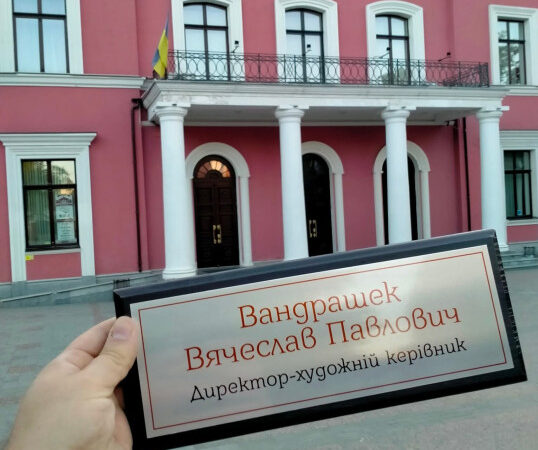 Вандрашек
Вячеслав Павлович
Директор-художній керівник